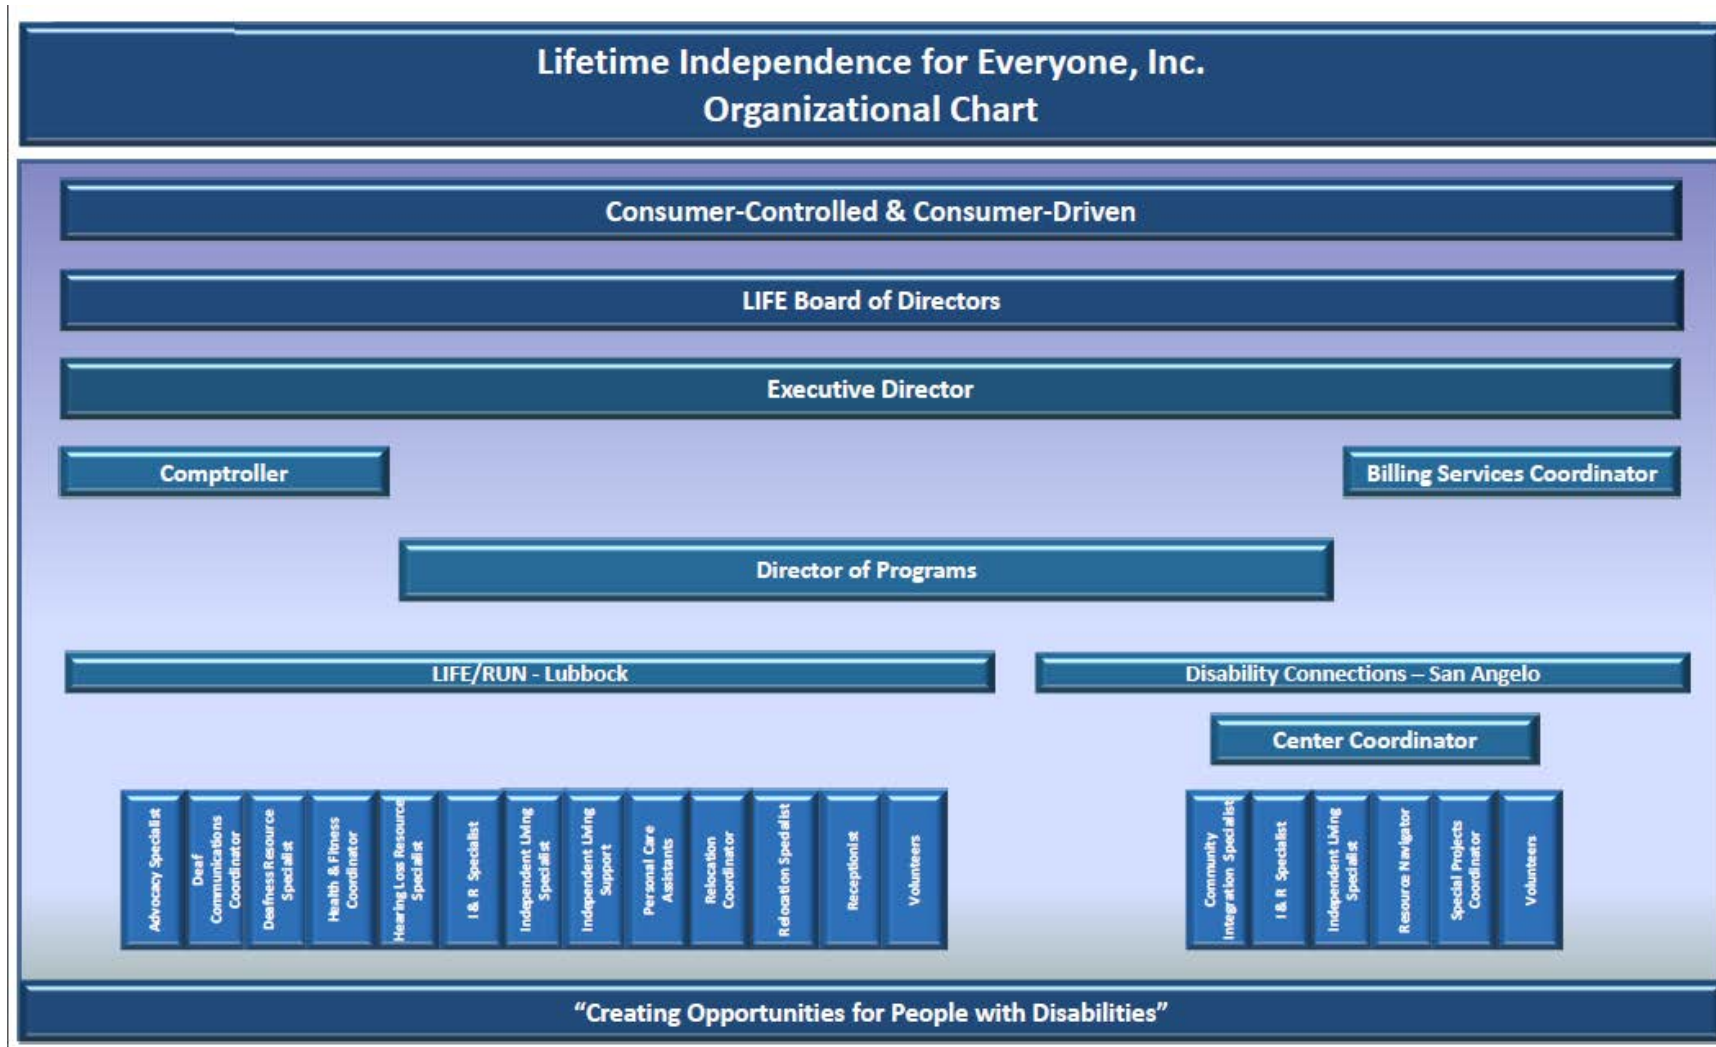 Lifetime Independence for Everyone, Inc.
Organizational Chart
Consumer-Controlled & Consumer-Driven
LIFE Board of Directors
Executive Director
Comptroller
Billing Services Coordinator
Director of Programs
LIFE/RUN - Lubbock
Disability Connections – San Angelo
Center Coordinator
Advocacy Specialist
Deaf
Communications
Coordinator
Deafness Resource
Specialist
Health & Fitness
Coordinator
Hearing Loss Resource
Specialist
I & R Specialist
Independent Living
Specialist
Independent Living
Support
Personal Care
Assistants
Relocation
Coordinator
Relocation Specialist
Receptionist
Volunteers
Community
Integration Specialist
I & R Specialist
Independent Living
Specialist
Resource Navigator
Special Projects
Coordinator
Volunteers
“Creating Opportunities for People with Disabilities”